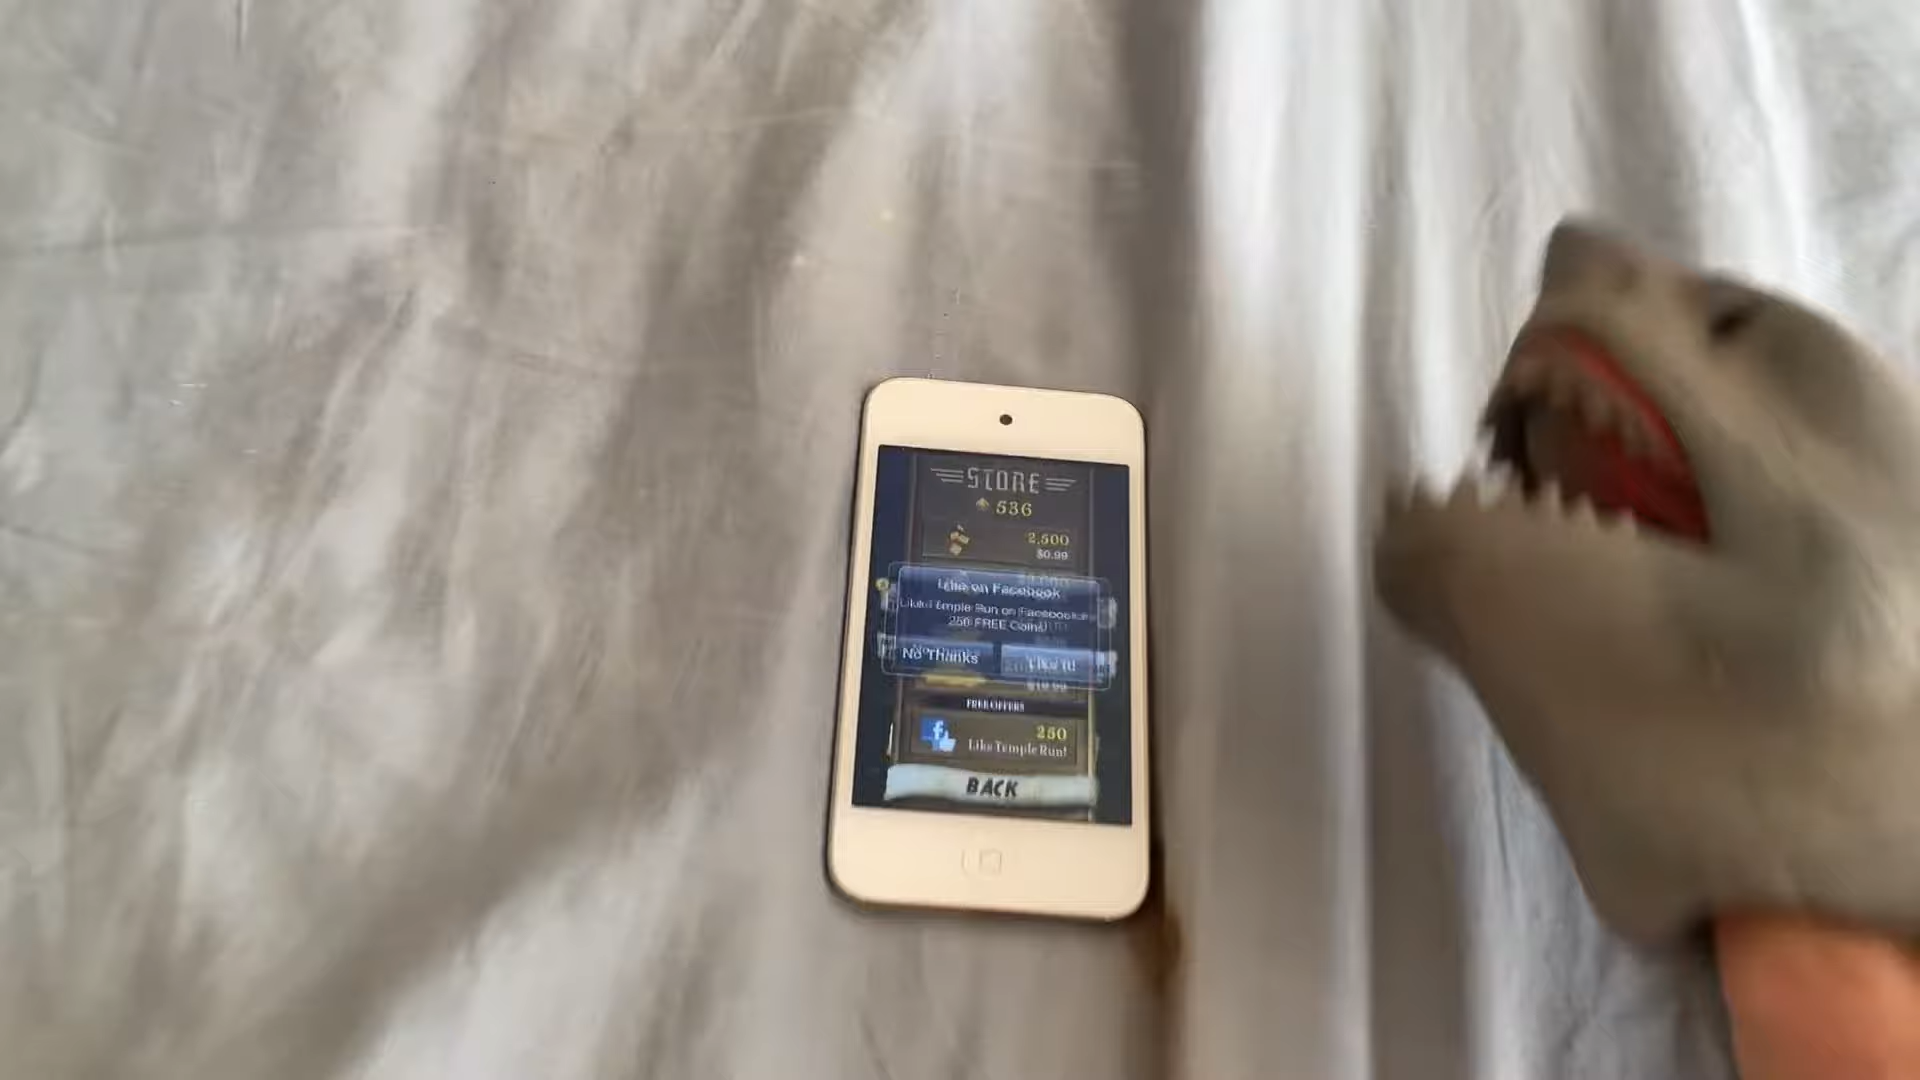 STORE
536
2,500
$0.99
Like on Facebook
Like Temple Run on Facebook
250 FREE Coins!
No Thanks
Like It!
FREE OFFERS
250
Like Temple Run!
BACK